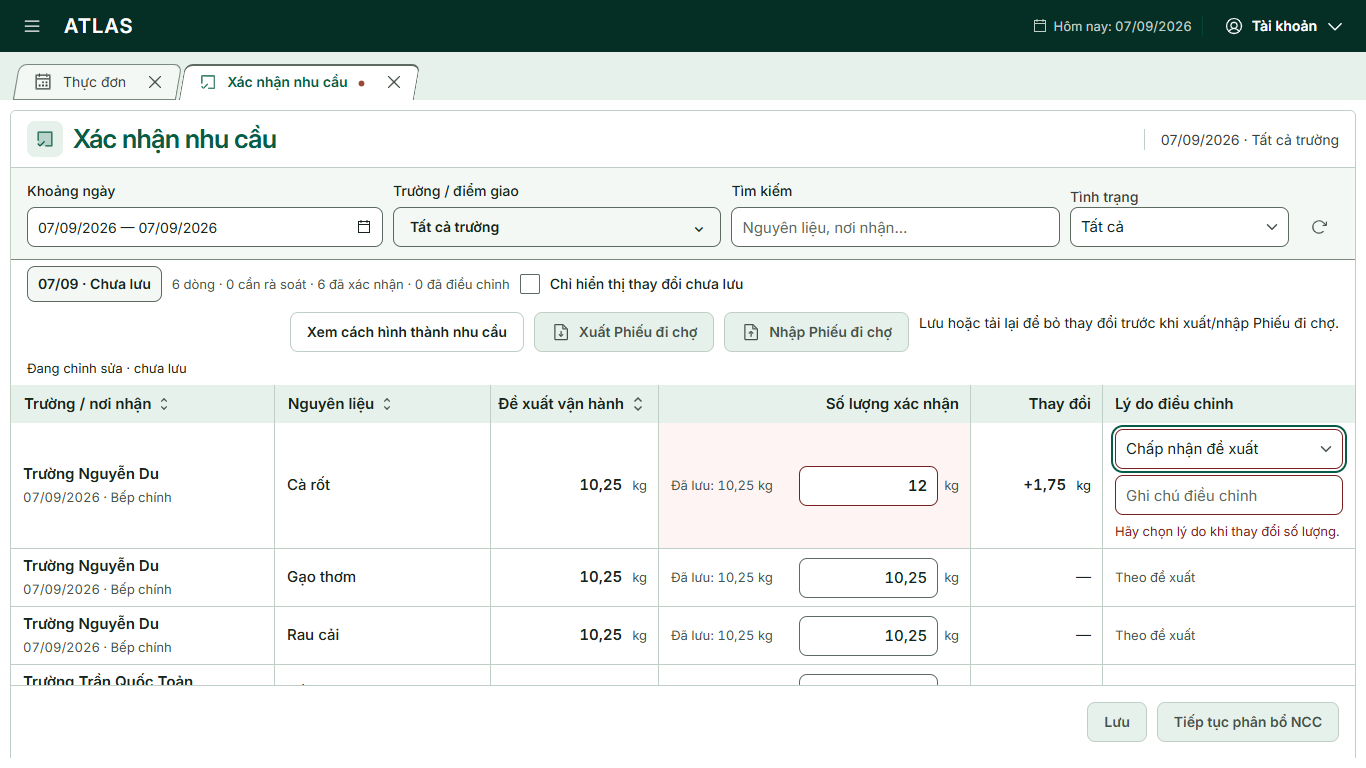 ATLAS
Hôm nay: 07/09/2026
Tài khoản
Thực đơn
Xác nhận nhu cầu
Xác nhận nhu cầu
07/09/2026 · Tất cả trường
Khoảng ngày
Trường / điểm giao
Tìm kiếm
Tình trạng
07/09/2026 — 07/09/2026
Tất cả trường
Nguyên liệu, nơi nhận...
Tất cả
07/09 · Chưa lưu
6 dòng · 0 cần rà soát · 6 đã xác nhận · 0 đã điều chỉnh
Chỉ hiển thị thay đổi chưa lưu
Xem cách hình thành nhu cầu
Xuất Phiếu đi chợ
Nhập Phiếu đi chợ
Lưu hoặc tải lại để bỏ thay đổi trước khi xuất/nhập Phiếu đi chợ.
Đang chỉnh sửa · chưa lưu
Trường / nơi nhận
Nguyên liệu
Đề xuất vận hành
Số lượng xác nhận
Thay đổi
Lý do điều chỉnh
Trường Nguyễn Du
07/09/2026 · Bếp chính
Cà rốt
10,25 kg
Đã lưu: 10,25 kg
12 kg
+1,75 kg
Chấp nhận đề xuất
Ghi chú điều chỉnh
Hãy chọn lý do khi thay đổi số lượng.
Trường Nguyễn Du
07/09/2026 · Bếp chính
Gạo thơm
10,25 kg
Đã lưu: 10,25 kg
10,25 kg
—
Theo đề xuất
Trường Nguyễn Du
07/09/2026 · Bếp chính
Rau cải
10,25 kg
Đã lưu: 10,25 kg
10,25 kg
—
Theo đề xuất
Trường Trần Quốc Toản
Lưu
Tiếp tục phân bổ NCC